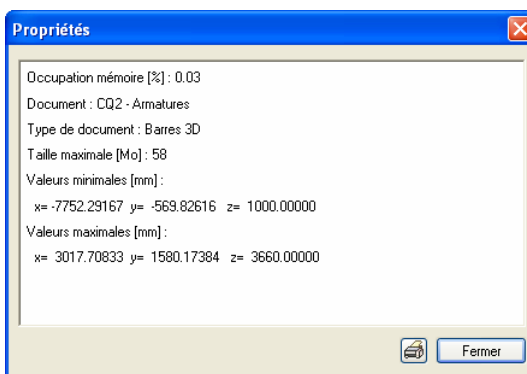 Propriétés
Occupation mémoire [%] : 0.03
Document : CQ2 - Armatures
Type de document : Barres 3D
Taille maximale [Mo] : 58
Valeurs minimales [mm] :
x= -7752.29167 y= -569.82616 z= 1000.00000
Valeurs maximales [mm] :
x= 3017.70833 y= 1580.17384 z= 3660.00000
Fermer